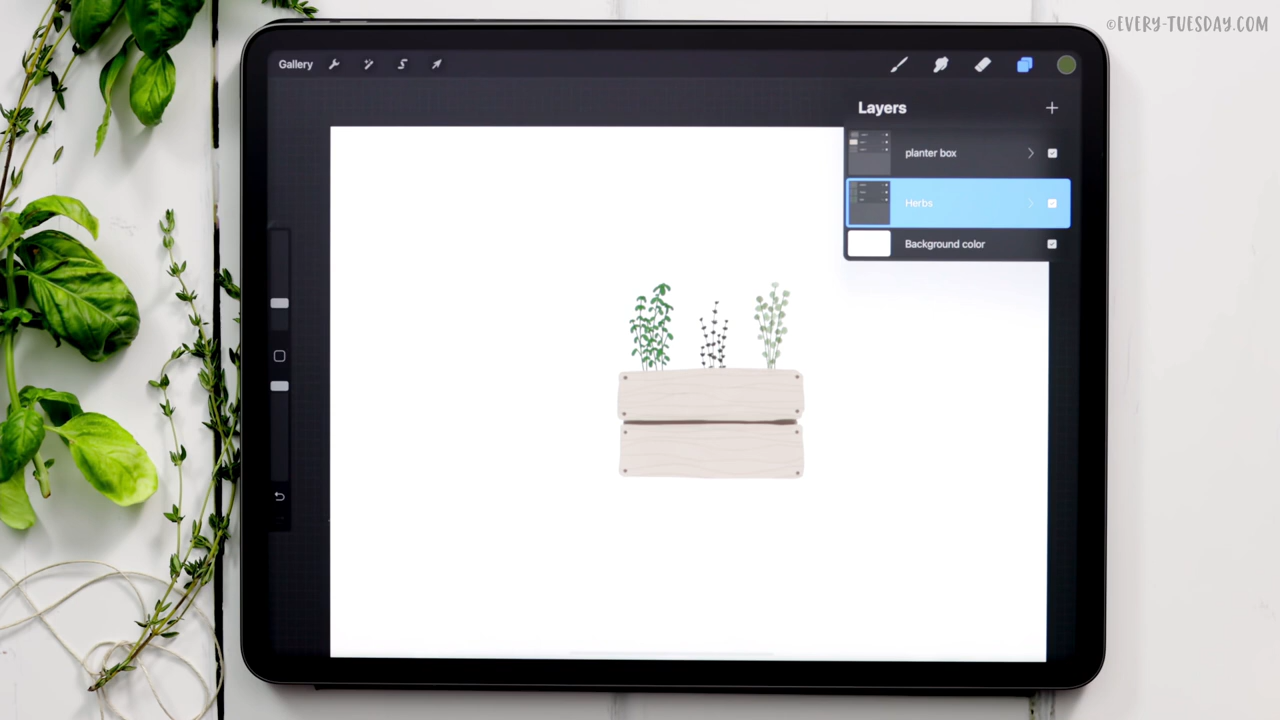 ©EVERY-TUESDAY.COM
Gallery
Layers
planter box
Herbs
Background color